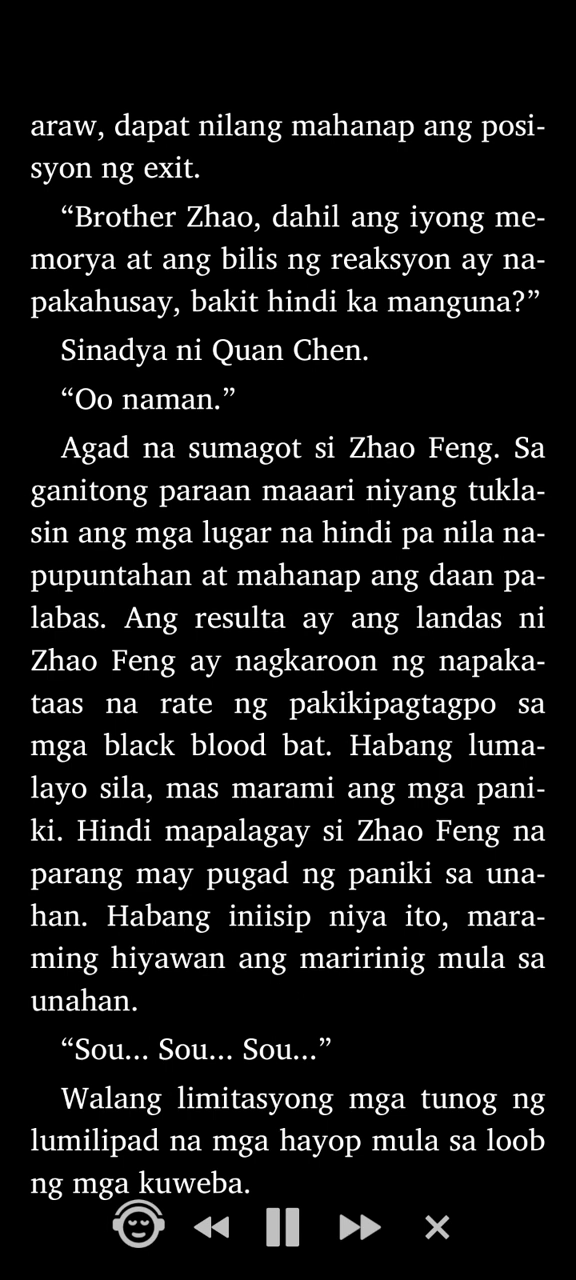 araw, dapat nilang mahanap ang posi-
syon ng exit.
“Brother Zhao, dahil ang iyong me-
morya at ang bilis ng reaksyon ay na-
pakahusay, bakit hindi ka manguna?”
Sinadya ni Quan Chen.
“Oo naman.”
Agad na sumagot si Zhao Feng. Sa
ganitong paraan maaari niyang tukla-
sin ang mga lugar na hindi pa nila na-
pupuntahan at mahanap ang daan pa-
labas. Ang resulta ay ang landas ni
Zhao Feng ay nagkaroon ng napaka-
taas na rate ng pakikipagtagpo sa
mga black blood bat. Habang luma-
layo sila, mas marami ang mga pani-
ki. Hindi mapalagay si Zhao Feng na
parang may pugad ng paniki sa una-
han. Habang iniisip niya ito, mara-
ming hiyawan ang maririnig mula sa
unahan.
“Sou... Sou... Sou...”
Walang limitasyong mga tunog ng
lumilipad na mga hayop mula sa loob
ng mga kuweba.